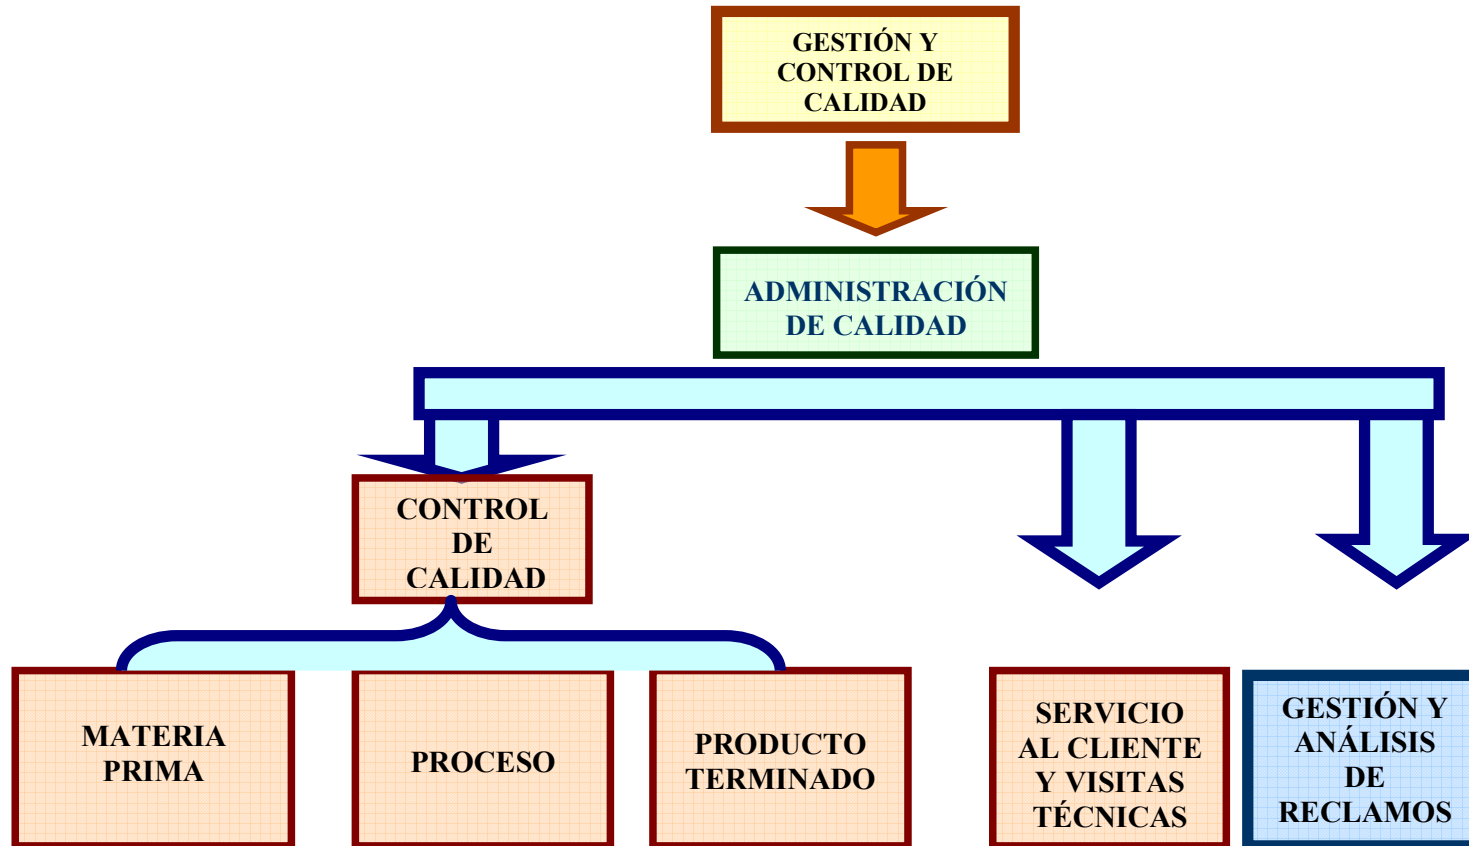 GESTIÓN Y
CONTROL DE
CALIDAD
ADMINISTRACIÓN
DE CALIDAD
CONTROL
DE
CALIDAD
MATERIA
PRIMA
PROCESO
PRODUCTO
TERMINADO
SERVICIO
AL CLIENTE
Y VISITAS
TÉCNICAS
GESTIÓN Y
ANÁLISIS
DE
RECLAMOS